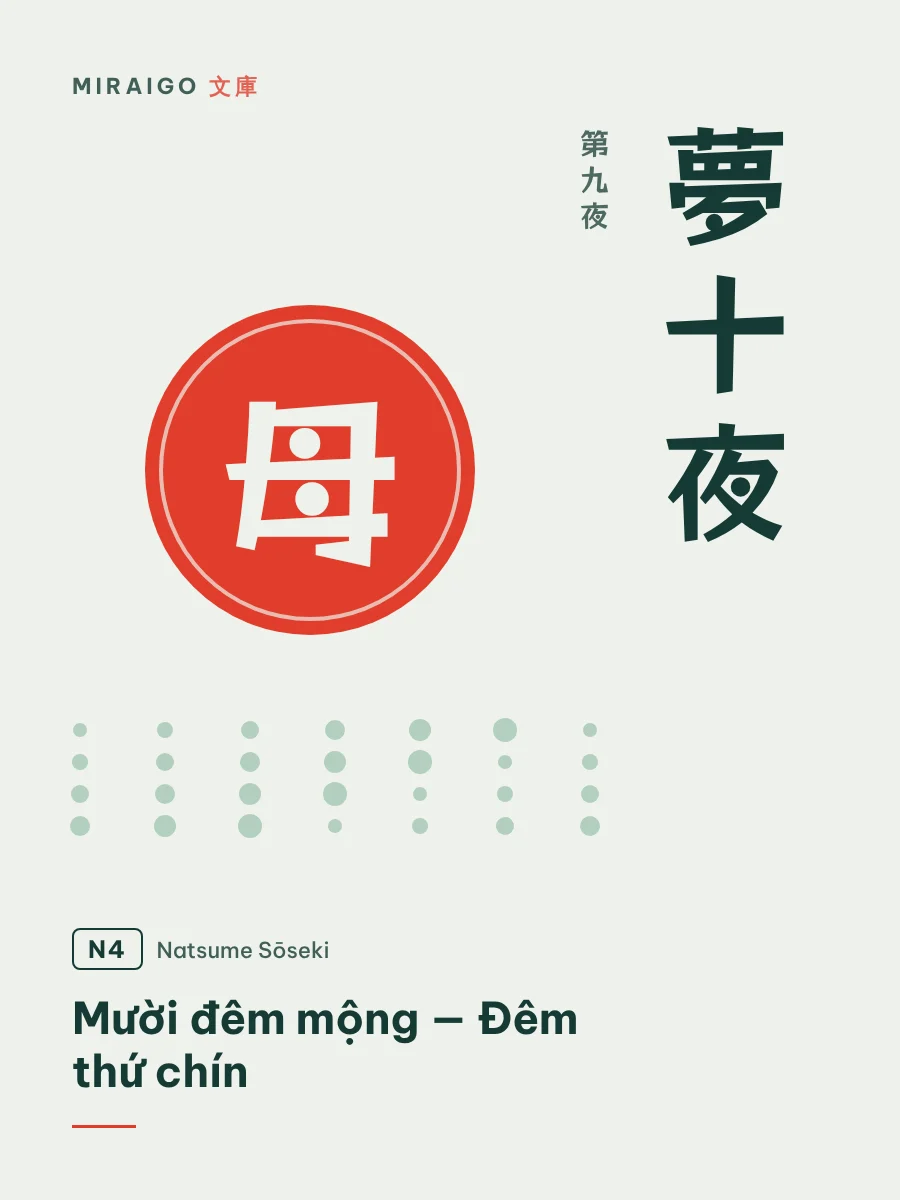 MIRAIGO 文庫
夢十夜
第九夜
母
N4 Natsume Sōseki
Mười đêm mộng — Đêm
thứ chín